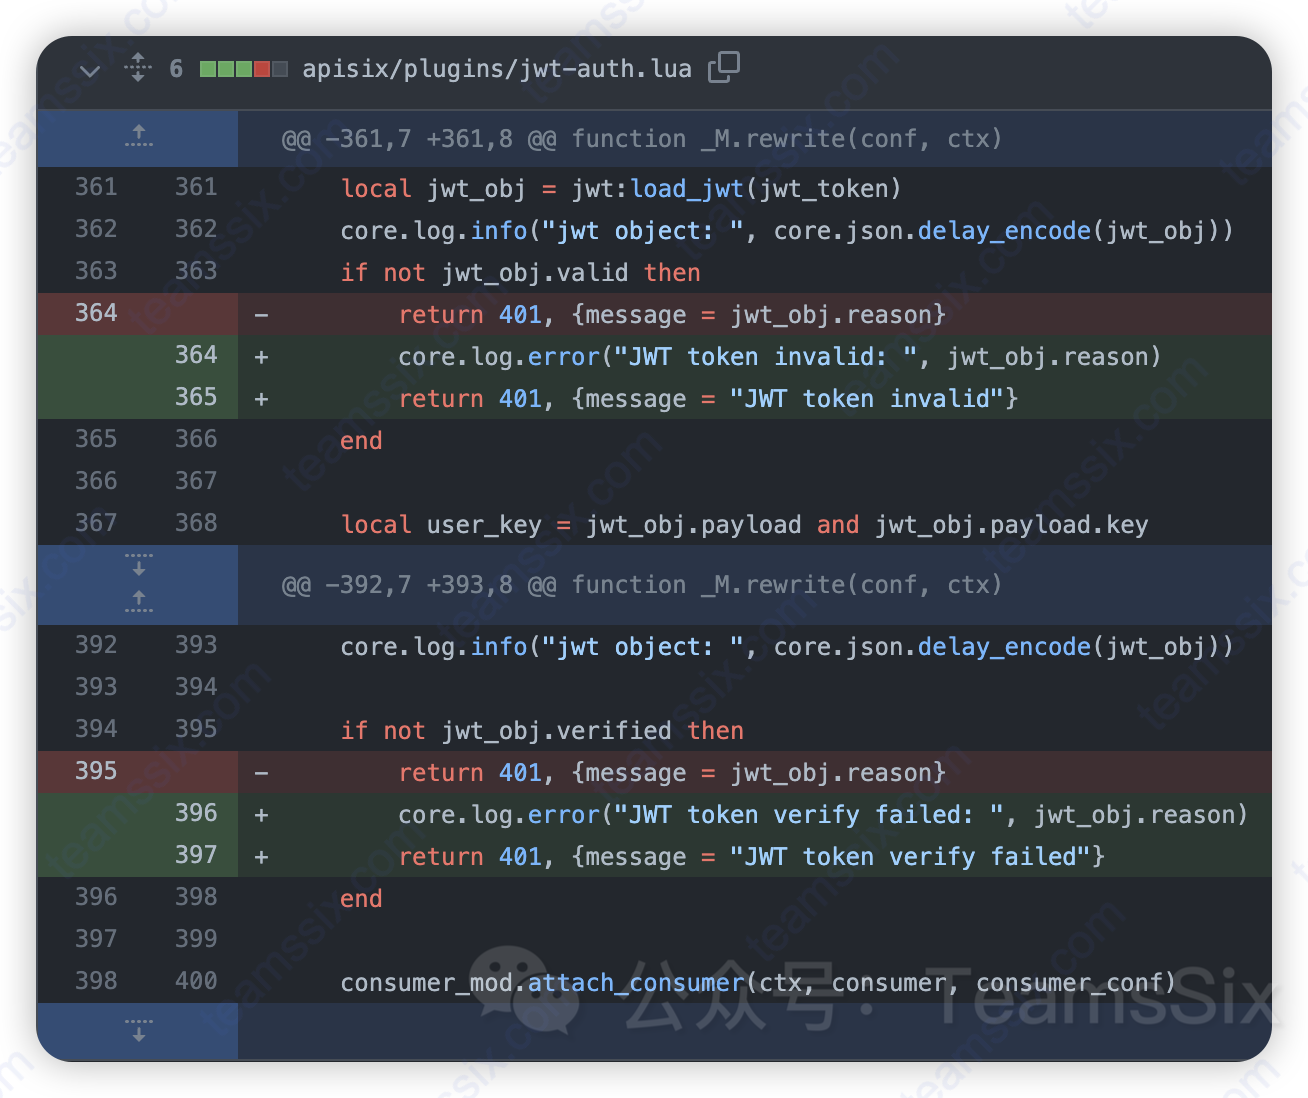 6 apisix/plugins/jwt-auth.lua
@@ -361,7 +361,8 @@ function _M.rewrite(conf, ctx)
361 361 local jwt_obj = jwt:load_jwt(jwt_token)
362 362 core.log.info("jwt object: ", core.json.delay_encode(jwt_obj))
363 363 if not jwt_obj.valid then
364 - return 401, {message = jwt_obj.reason}
364 + core.log.error("JWT token invalid: ", jwt_obj.reason)
365 + return 401, {message = "JWT token invalid"}
365 366 end
366 367
367 368 local user_key = jwt_obj.payload and jwt_obj.payload.key
@@ -392,7 +393,8 @@ function _M.rewrite(conf, ctx)
392 393 core.log.info("jwt object: ", core.json.delay_encode(jwt_obj))
393 394
394 395 if not jwt_obj.verified then
395 - return 401, {message = jwt_obj.reason}
396 + core.log.error("JWT token verify failed: ", jwt_obj.reason)
397 + return 401, {message = "JWT token verify failed"}
396 398 end
397 399
398 400 consumer_mod.attach_consumer(ctx, consumer, consumer_conf)
公众号：TeamsSix
teamssix.com